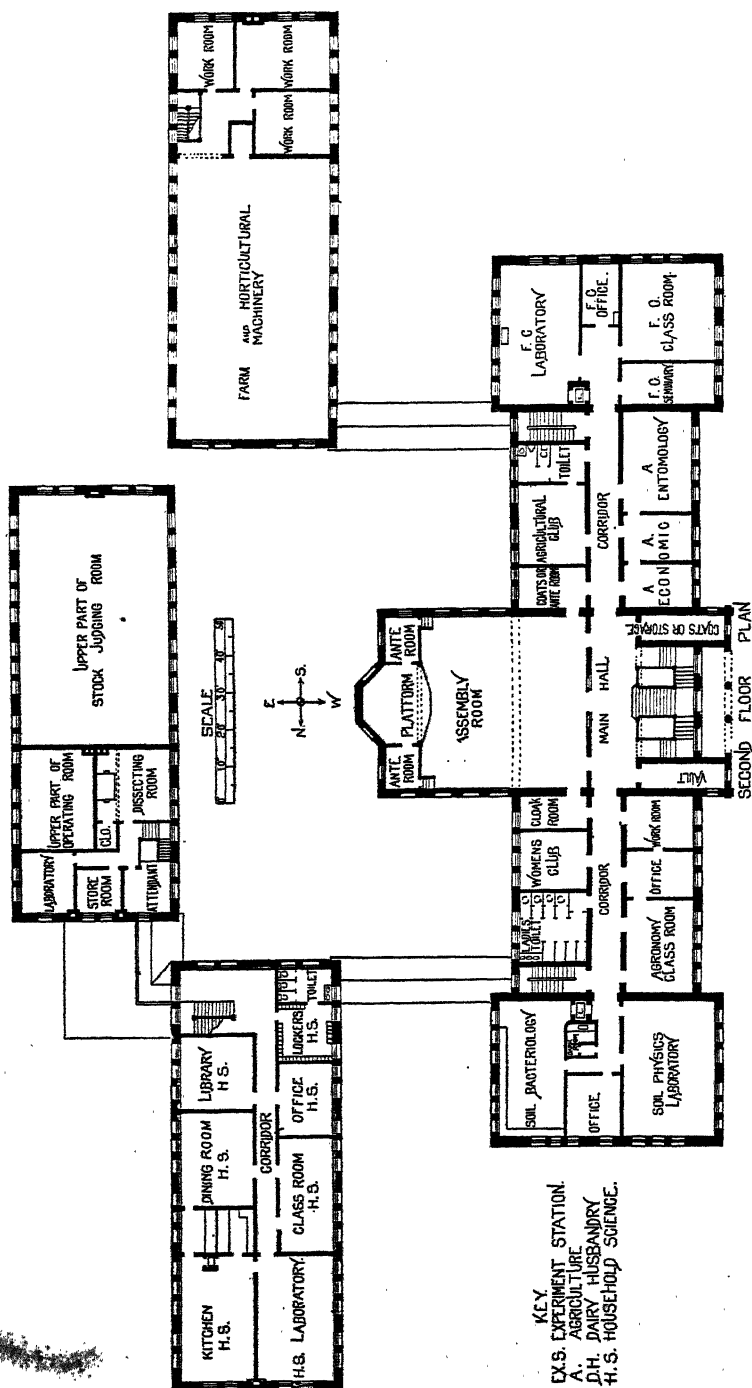 WORK ROOM
WORK ROOM
WORK ROOM
FARM AND HORTICULTURAL
MACHINERY
UPPER PART OF
STOCK JUDGING ROOM
UPPER PART OF
OPERATING ROOM
CLO.
DISSECTING
ROOM
LABORATORY
STORE
ROOM
ATTENDANT
SCALE
10 20 30 40 50
E.
N. S.
W
LIBRARY
H S.
DINING ROOM
H. S.
KITCHEN
H. S.
CORRIDOR
TOILET
LOCKERS
H.S.
OFFICE
H.S.
CLASS ROOM
H.S.
H.S. LABORATORY.
F. C
LABORATORY
F. C
OFFICE.
F. C.
CLASS ROOM.
F. C.
SEMINARY
TOILET
AGRICULTURAL
CLUB
COATS OR
ANTE ROOM
CORRIDOR
A
ENTOMOLOGY
A.
A
ECONOMIC
ANTE
ROOM
PLATFORM
ANTE
ROOM
ASSEMBLY
ROOM
MAIN HALL
COATS OR STORAGE
VAULT
CLOAK
ROOM
WOMENS
CLUB
LADIES
TOILET
CORRIDOR
WORK ROOM
OFFICE
AGRONOMY
CLASS ROOM
SOIL BACTERIOLOGY
OFFICE
SOIL PHYSICS
LABORATORY
SECOND FLOOR PLAN
KEY.
EX.S. EXPERIMENT STATION.
A. AGRICULTURE
D.H. DAIRY HUSBANDRY
H. S. HOUSEHOLD SCIENCE.